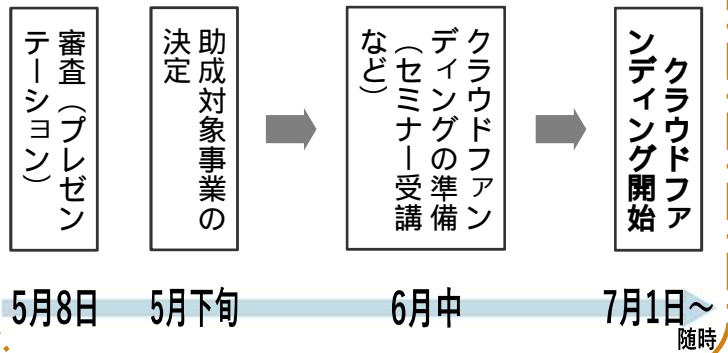 審査（プレゼン
テーション）
助成対象事業の
決定
クラウドファン
ディングの準備
（セミナー受講
など）
クラウドファ
ンディング開始
5月8日
5月下旬
6月中
7月1日～
随時